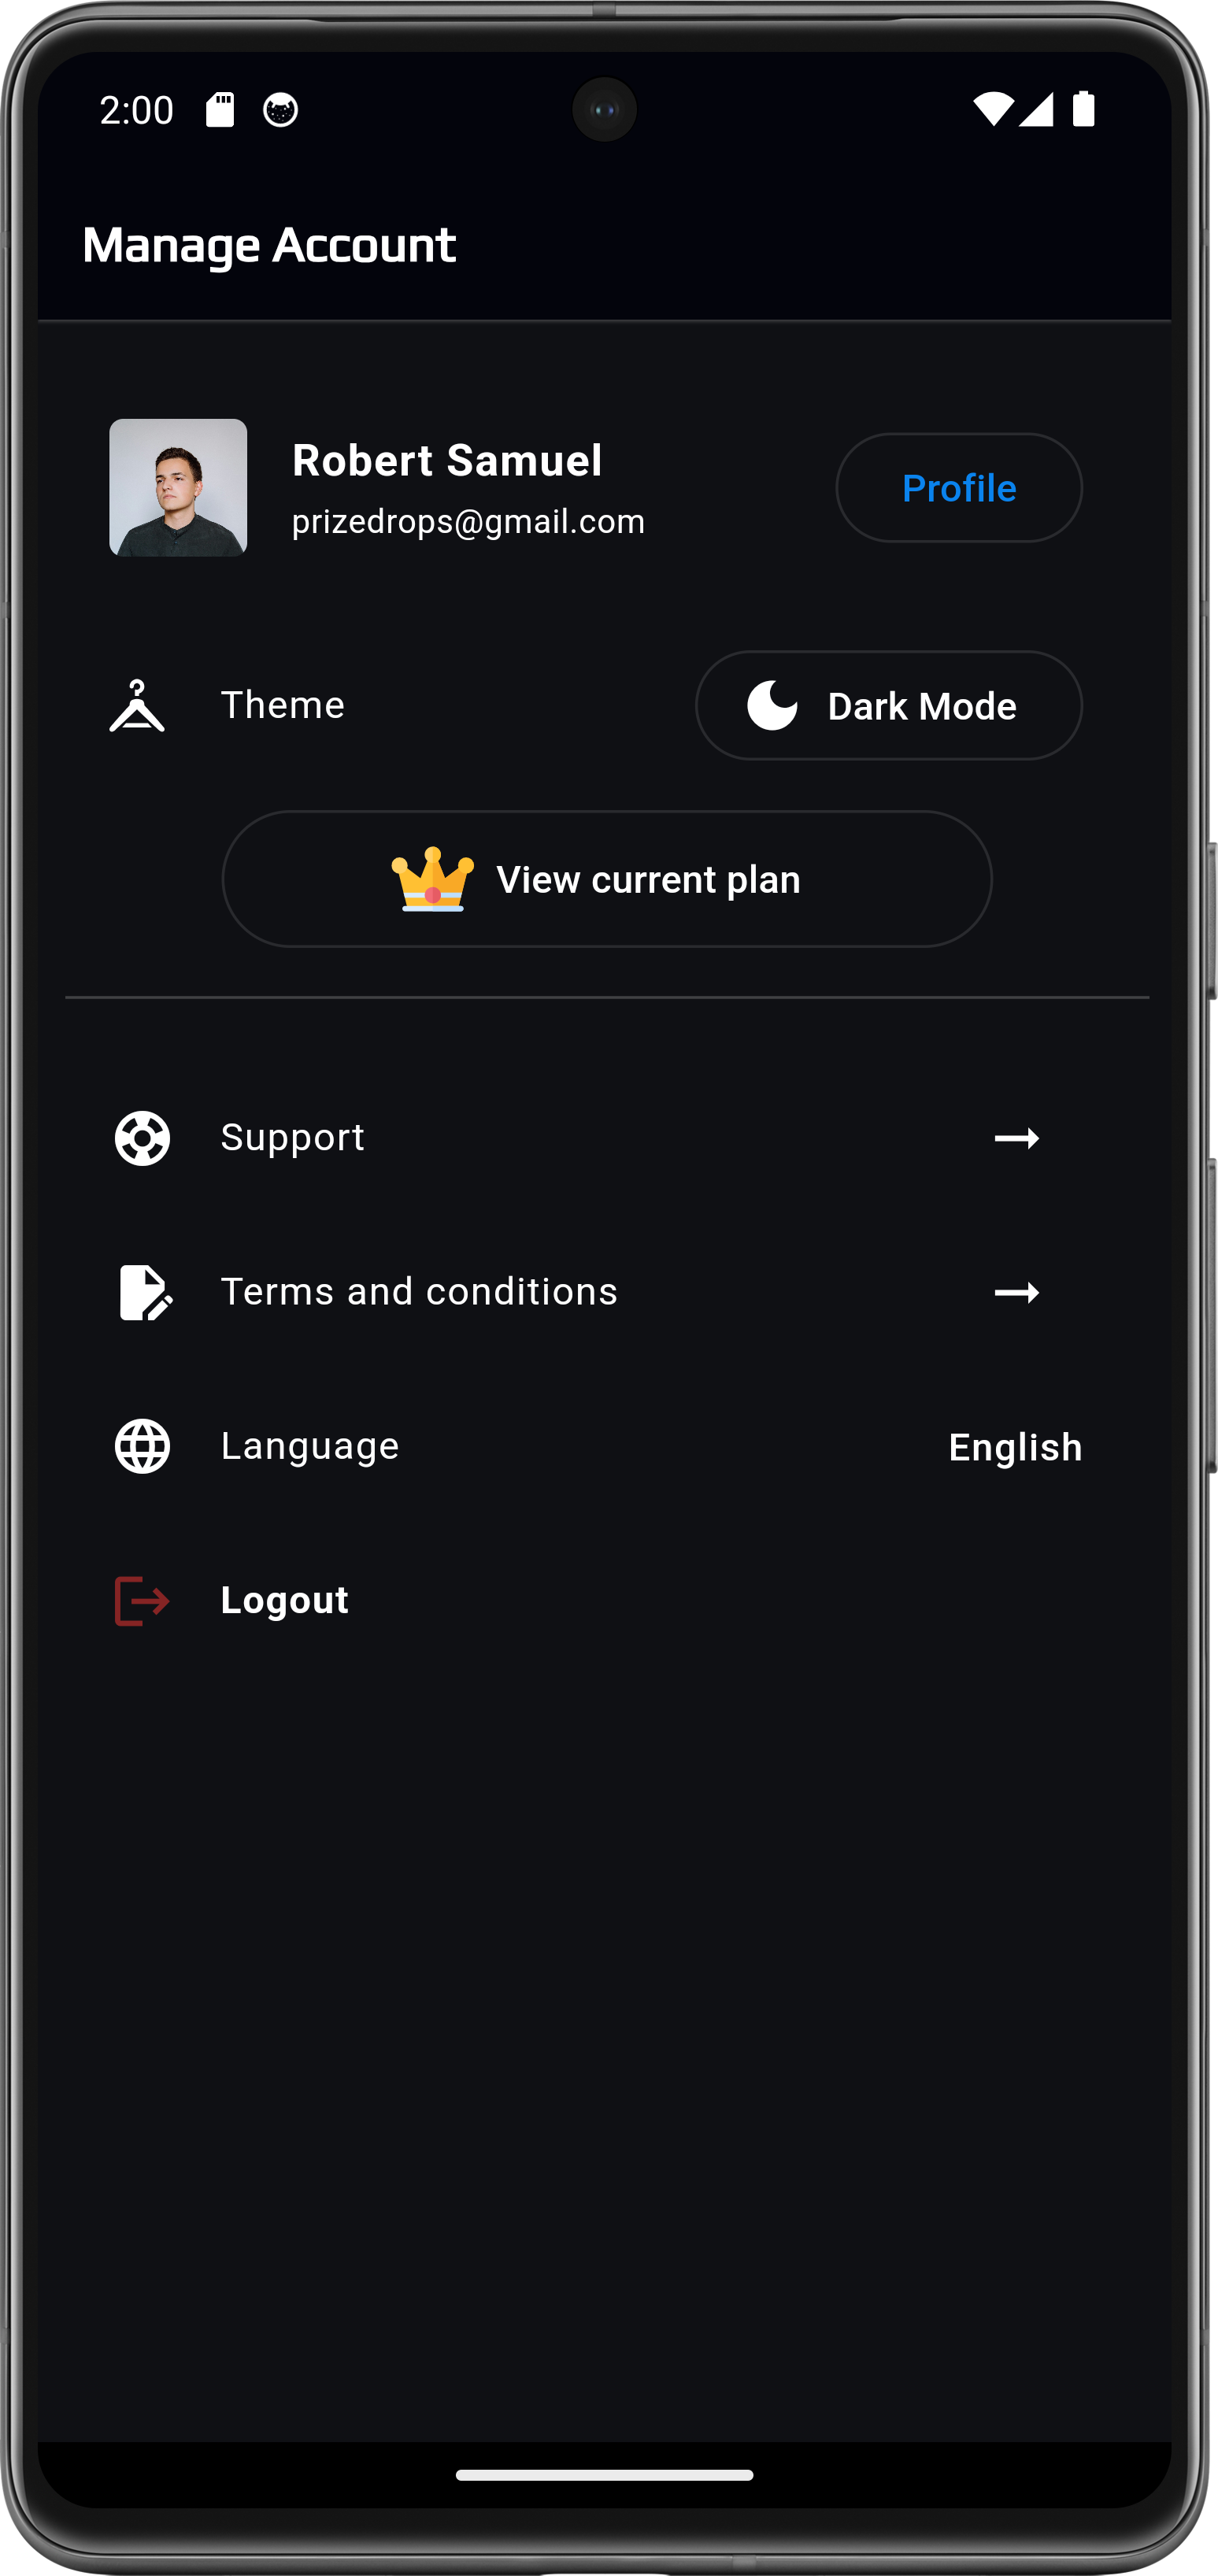 2:00
Manage Account
Robert Samuel
prizedrops@gmail.com
Profile
Theme
Dark Mode
View current plan
Support
Terms and conditions
Language
English
Logout